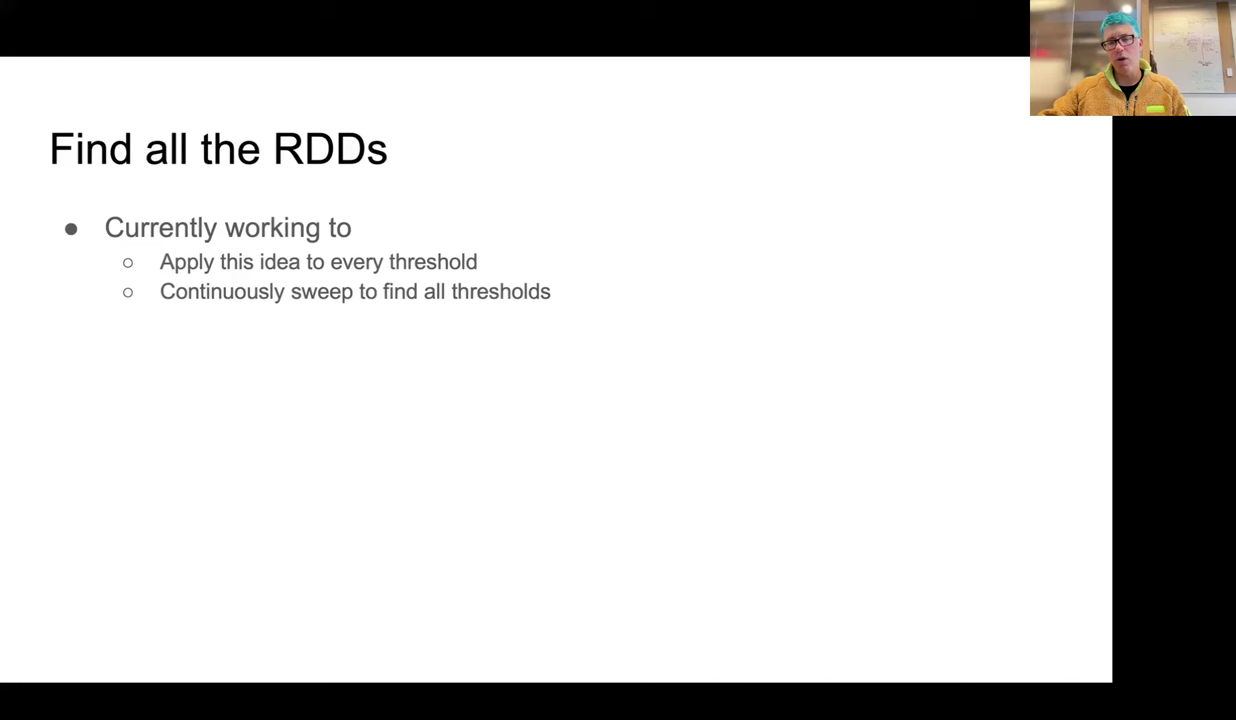 Find all the RDDs
● Currently working to
○ Apply this idea to every threshold
○ Continuously sweep to find all thresholds